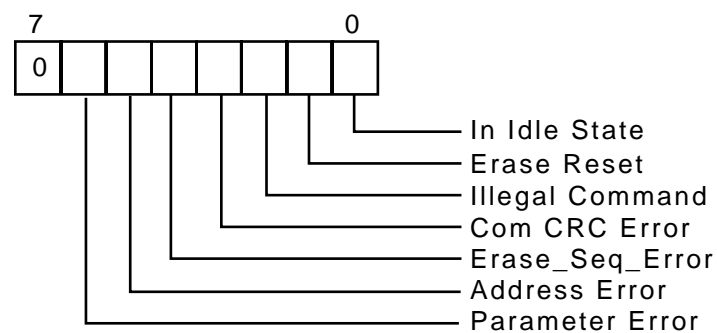 7 0
0
In Idle State
Erase Reset
Illegal Command
Com CRC Error
Erase_Seq_Error
Address Error
Parameter Error